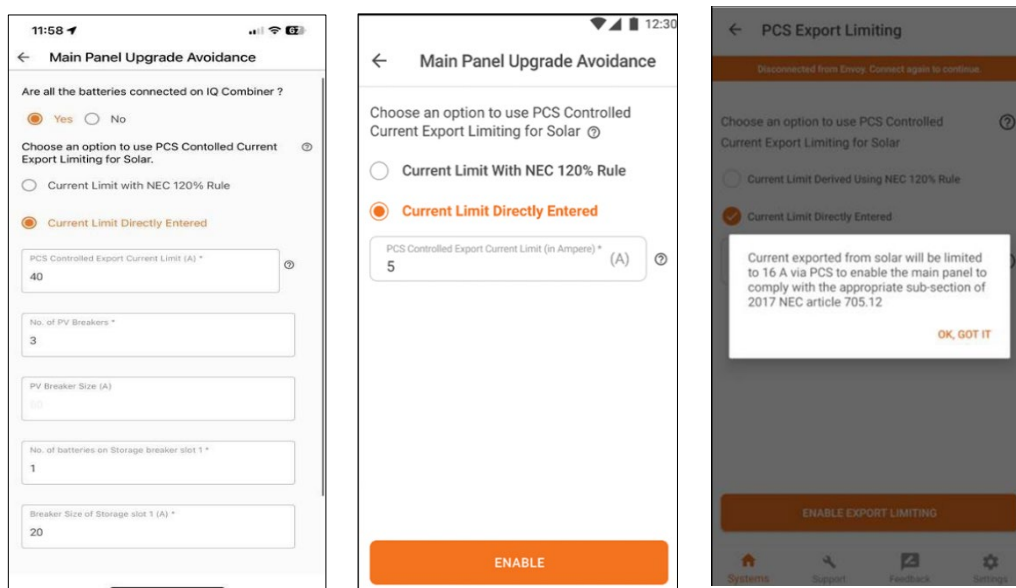 11:58
Main Panel Upgrade Avoidance
Are all the batteries connected on IQ Combiner ?
Yes
No
Choose an option to use PCS Contolled Current
Export Limiting for Solar.
Current Limit with NEC 120% Rule
Current Limit Directly Entered
PCS Controlled Export Current Limit (A) *
40
No. of PV Breakers *
3
PV Breaker Size (A)
No. of batteries on Storage breaker slot 1 *
1
Breaker Size of Storage slot 1 (A) *
20
12:30
Main Panel Upgrade Avoidance
Choose an option to use PCS Controlled
Current Export Limiting for Solar
Current Limit With NEC 120% Rule
Current Limit Directly Entered
PCS Controlled Export Current Limit (in Ampere) *
5
(A)
ENABLE
PCS Export Limiting
Disconnected from Envoy. Connect again to continue.
Choose an option to use PCS Controlled
Current Export Limiting for Solar
Current Limit Derived Using NEC 120% Rule
Current Limit Directly Entered
Current exported from solar will be limited
to 16 A via PCS to enable the main panel to
comply with the appropriate sub-section of
2017 NEC article 705.12
OK, GOT IT
ENABLE EXPORT LIMITING
Systems
Support
Feedback
Settings